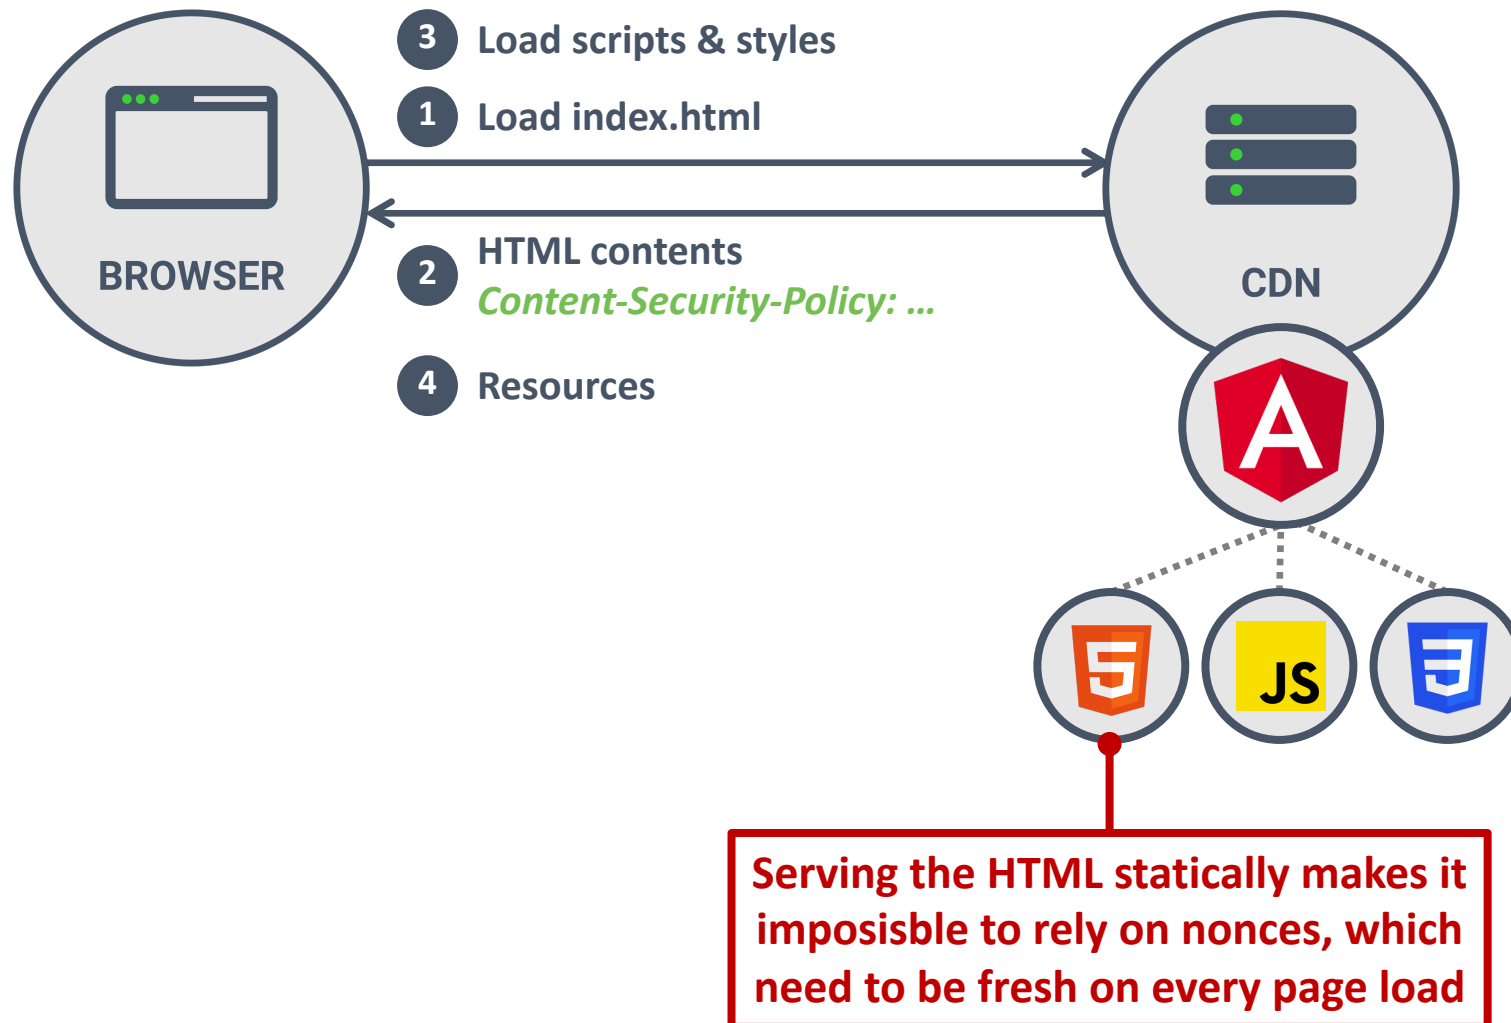 3 Load scripts & styles
1 Load index.html
2 HTML contents
Content-Security-Policy: ...
4 Resources
BROWSER
CDN
A
JS
Serving the HTML statically makes it
imposisble to rely on nonces, which
need to be fresh on every page load